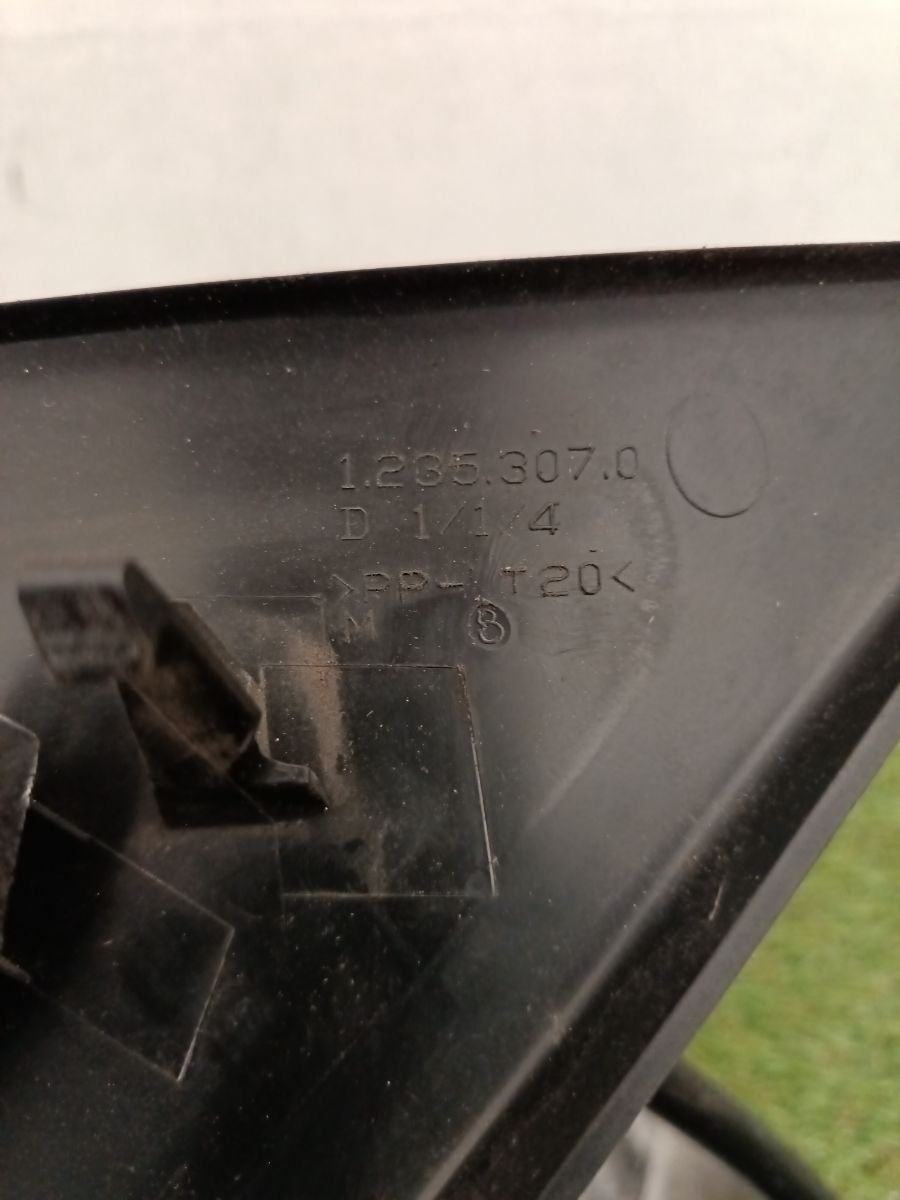 1.235.307.0
D 1/1/4
>PP- T20<
M 8